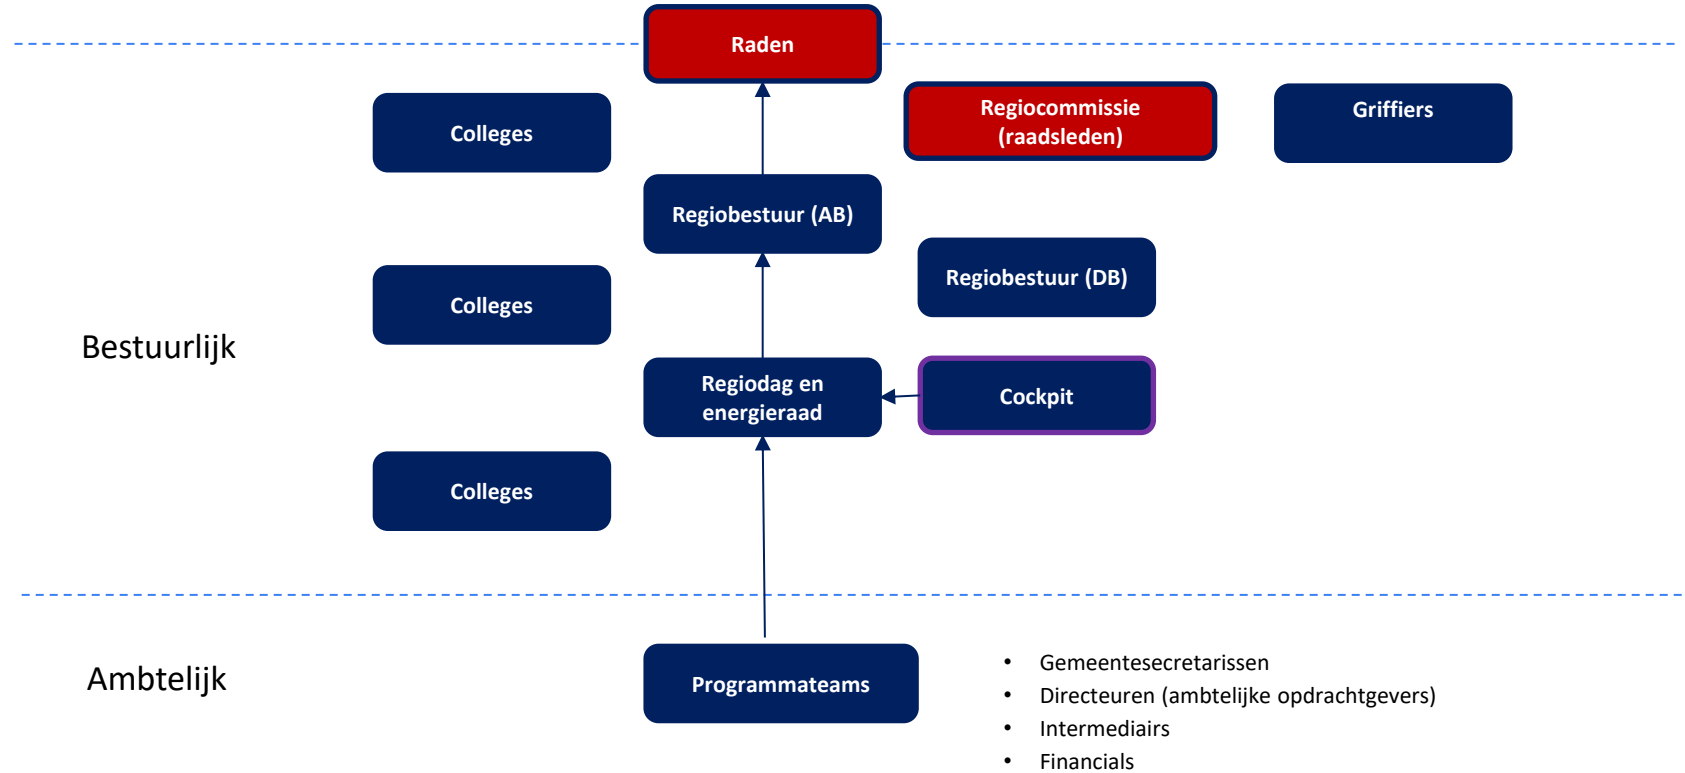 Raden
Colleges
Regiocommissie
(raadsleden)
Griffiers
Regiobestuur (AB)
Regiobestuur (DB)
Colleges
Bestuurlijk
Regiodag en
energieraad
Cockpit
Colleges
Ambtelijk
Programmateams
• Gemeentesecretarissen
• Directeuren (ambtelijke opdrachtgevers)
• Intermediairs
• Financials